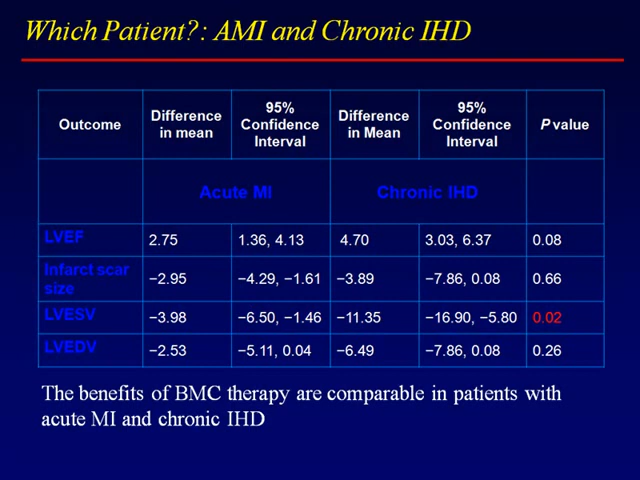 Which Patient?: AMI and Chronic IHD
Outcome Difference in mean 95% Confidence Interval Difference in Mean 95% Confidence Interval P value
Acute MI Chronic IHD
LVEF 2.75 1.36, 4.13 4.70 3.03, 6.37 0.08
Infarct scar size −2.95 −4.29, −1.61 −3.89 −7.86, 0.08 0.66
LVESV −3.98 −6.50, −1.46 −11.35 −16.90, −5.80 0.02
LVEDV −2.53 −5.11, 0.04 −6.49 −7.86, 0.08 0.26
The benefits of BMC therapy are comparable in patients with
acute MI and chronic IHD